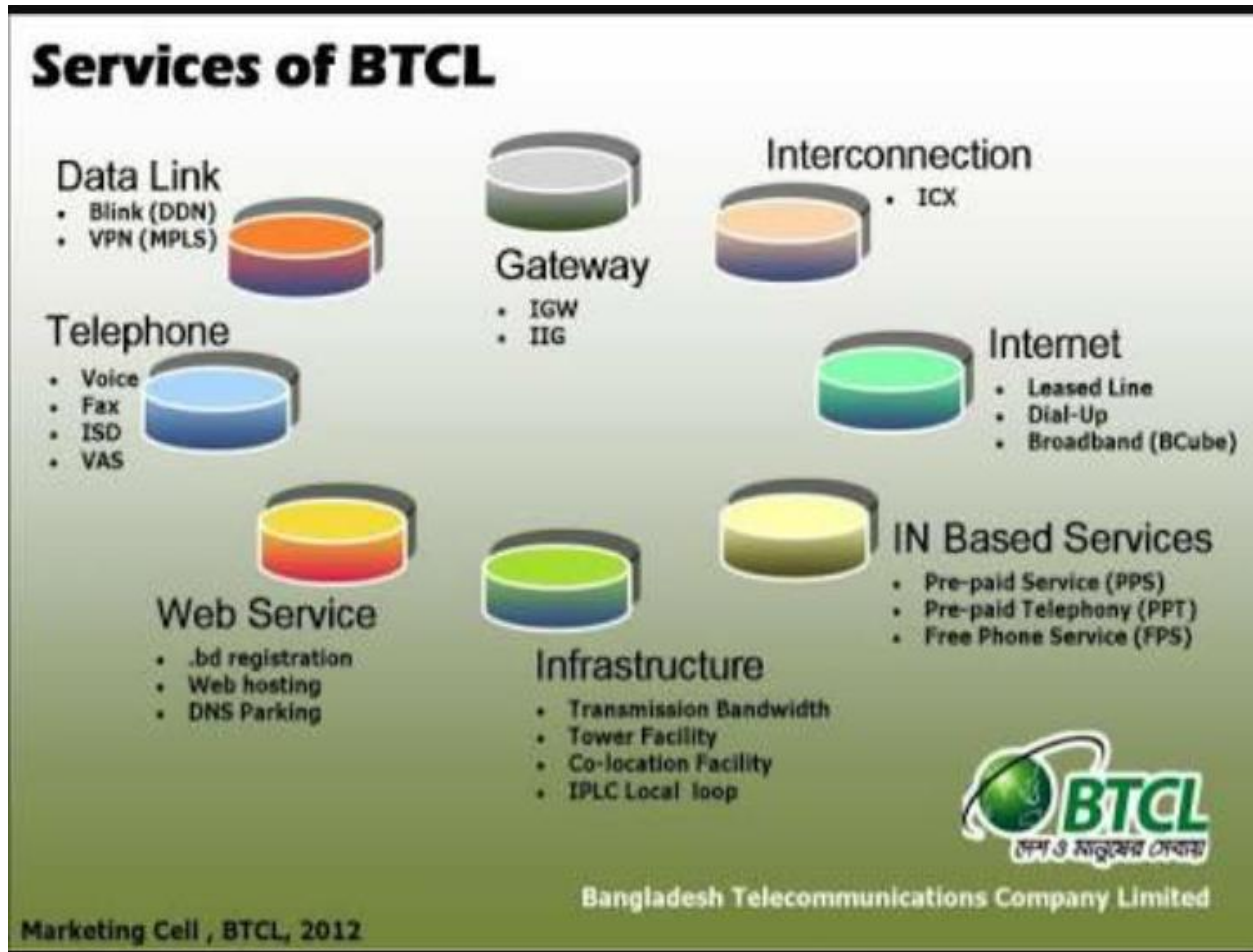 Services of BTCL
Data Link
• Blink (DDN)
• VPN (MPLS)
Gateway
• IGW
• IIG
Interconnection
• ICX
Telephone
• Voice
• Fax
• ISD
• VAS
Internet
• Leased Line
• Dial-Up
• Broadband (BCube)
Web Service
• .bd registration
• Web hosting
• DNS Parking
Infrastructure
• Transmission Bandwidth
• Tower Facility
• Co-location Facility
• IPLC Local loop
IN Based Services
• Pre-paid Service (PPS)
• Pre-paid Telephony (PPT)
• Free Phone Service (FPS)
BTCL
দেশ ও মানুষের সেবায়
Bangladesh Telecommunications Company Limited
Marketing Cell , BTCL, 2012